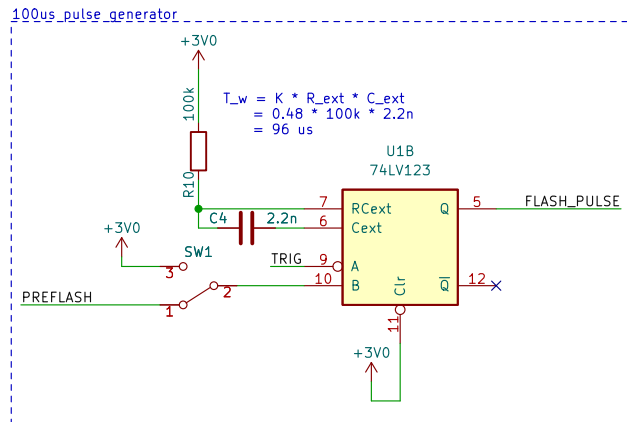 100us pulse generator
+3V0
100k
R10
T_w = K * R_ext * C_ext
= 0.48 * 100k * 2.2n
= 96 us
U1B
74LV123
7
RCext
Q
5
FLASH_PULSE
C4
2.2n
6
Cext
+3V0
SW1
3
TRIG
9
A
2
10
B
Clr
Q
12
PREFLASH
1
11
+3V0